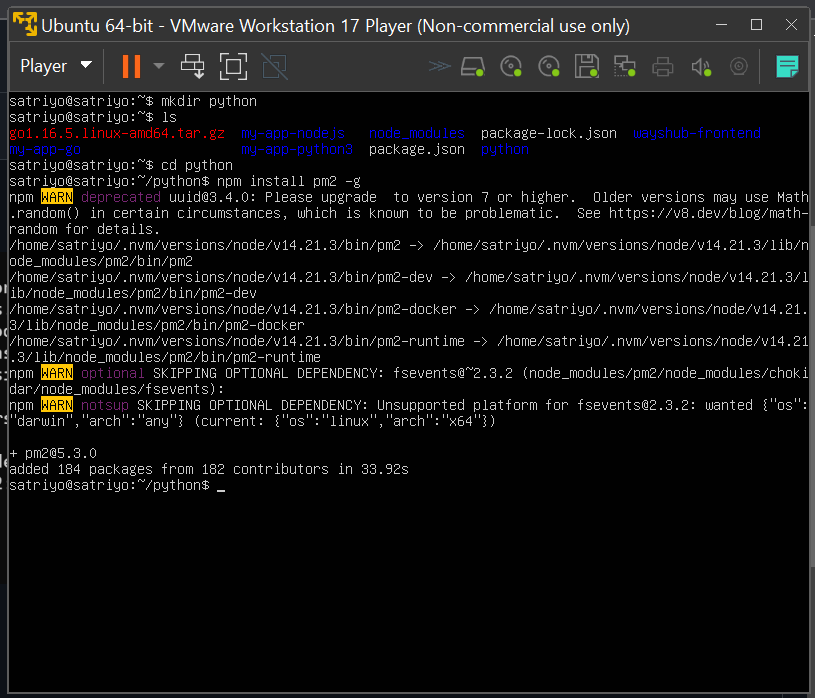 Ubuntu 64-bit - VMware Workstation 17 Player (Non-commercial use only)
Player
satriyo@satriyo:~$ mkdir python
satriyo@satriyo:~$ ls
go1.16.5.linux-amd64.tar.gz my-app-nodejs node_modules package-lock.json wayshub-frontend
my-app-go my-app-python3 package.json python
satriyo@satriyo:~$ cd python
satriyo@satriyo:~/python$ npm install pm2 -g
npm WARN deprecated uuid@3.4.0: Please upgrade  to version 7 or higher.  Older versions may use Math
.random() in certain circumstances, which is known to be problematic.  See https://v8.dev/blog/math-
random for details.
/home/satriyo/.nvm/versions/node/v14.21.3/bin/pm2 -> /home/satriyo/.nvm/versions/node/v14.21.3/lib/n
ode_modules/pm2/bin/pm2
/home/satriyo/.nvm/versions/node/v14.21.3/bin/pm2-dev -> /home/satriyo/.nvm/versions/node/v14.21.3/l
ib/node_modules/pm2/bin/pm2-dev
/home/satriyo/.nvm/versions/node/v14.21.3/bin/pm2-docker -> /home/satriyo/.nvm/versions/node/v14.21.
3/lib/node_modules/pm2/bin/pm2-docker
/home/satriyo/.nvm/versions/node/v14.21.3/bin/pm2-runtime -> /home/satriyo/.nvm/versions/node/v14.21
.3/lib/node_modules/pm2/bin/pm2-runtime
npm WARN optional SKIPPING OPTIONAL DEPENDENCY: fsevents@~2.3.2 (node_modules/pm2/node_modules/choki
dar/node_modules/fsevents):
npm WARN notsup SKIPPING OPTIONAL DEPENDENCY: Unsupported platform for fsevents@2.3.2: wanted {"os":
"darwin","arch":"any"} (current: {"os":"linux","arch":"x64"})
+ pm2@5.3.0
added 184 packages from 182 contributors in 33.92s
satriyo@satriyo:~/python$ _